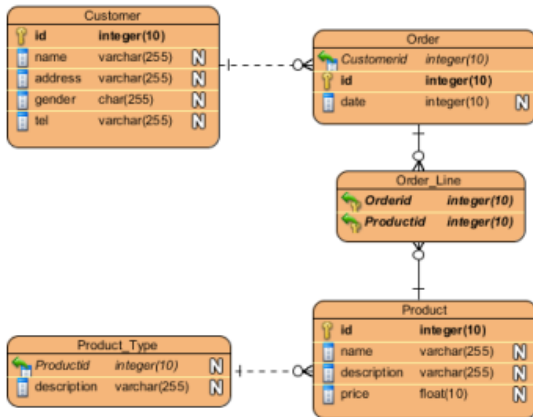 Customer
id integer(10)
name varchar(255) N
address varchar(255) N
gender char(255) N
tel varchar(255) N
Order
Customerid integer(10)
id integer(10)
date integer(10) N
Order_Line
Orderid integer(10)
Productid integer(10)
Product
id integer(10)
name varchar(255) N
description varchar(255) N
price float(10) N
Product_Type
Productid integer(10) N
description varchar(255) N